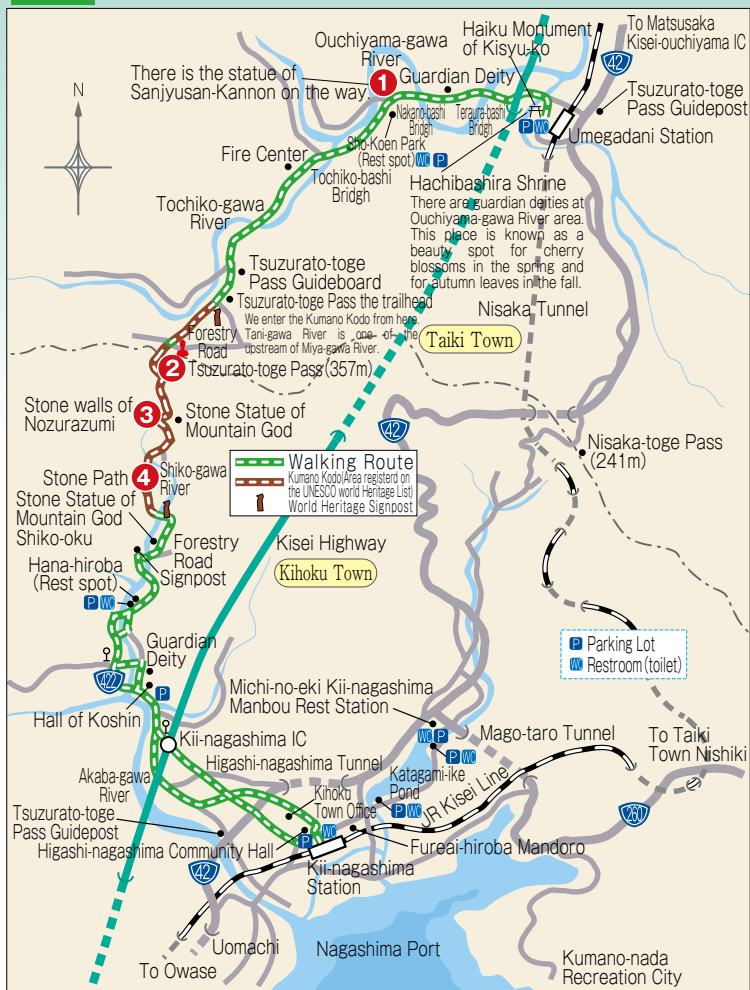 Haiku Monument
of Kisyu-ko
To Matsusaka
Kisei-ouchiyama IC
42
Ouchiyama-gawa
River
There is the statue of
Sanjyusan-Kannon on the way.
1
Guardian Deity
Tsuzurato-toge
Pass Guidepost
N
Nakano-bashi
Bridgh
Teraura-bashi
Bridgh
P WC
Umegadani Station
Sho-Koen Park
(Rest spot) WC P
Fire Center
Tochiko-bashi
Bridgh
Hachibashira Shrine
There are guardian deities at
Ouchiyama-gawa River area.
This place is known as a
beauty spot for cherry
blossoms in the spring and
for autumn leaves in the fall.
Tochiko-gawa
River
Tsuzurato-toge
Pass Guideboard
Tsuzurato-toge Pass the trailhead
We enter the Kumano Kodo from here.
Tani-gawa River is one of the
upstream of Miya-gawa River.
Nisaka Tunnel
Forestry
Road
Taiki Town
2
Tsuzurato-toge Pass(357m)
Stone walls of
Nozurazumi
3
Stone Statue of
Mountain God
42
Nisaka-toge Pass
(241m)
Stone Path
4
Shiko-gawa
River
Walking Route
Kumano Kodo(Area registerd on
the UNESCO world Heritage List)
World Heritage Signpost
Stone Statue of
Mountain God
Shiko-oku
Forestry
Road
Signpost
Kisei Highway
Kihoku Town
Hana-hiroba
(Rest spot)
P WC
P Parking Lot
WC Restroom(toilet)
Guardian
Deity
422
Hall of Koshin
P
Michi-no-eki Kii-nagashima
Manbou Rest Station
WC P
P WC
Mago-taro Tunnel
To Taiki
Town Nishiki
Kii-nagashima IC
Higashi-nagashima Tunnel
Akaba-gawa
River
Katagami-ike
Pond
P WC
JR Kisei Line
Kihoku
Town Office
Tsuzurato-toge
Pass Guidepost
Higashi-nagashima Community Hall
P
WC
260
Fureai-hiroba Mandoro
42
Kii-nagashima
Station
Uomachi
Nagashima Port
To Owase
Kumano-nada
Recreation City